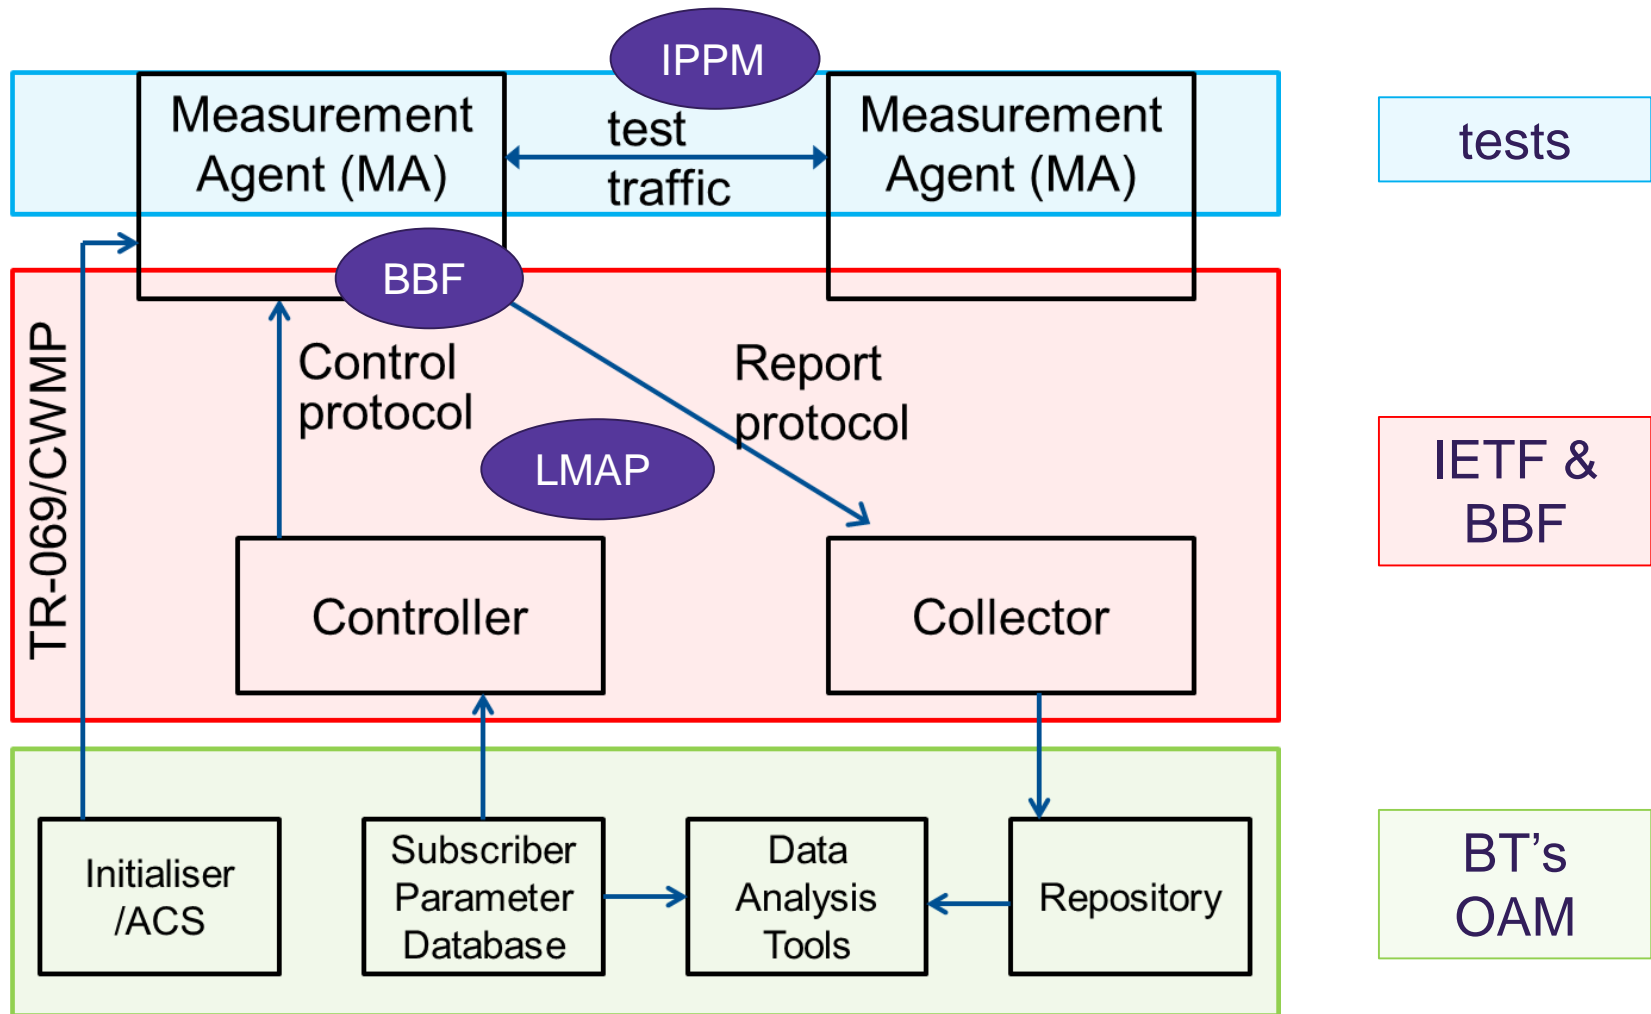 IPPM
Measurement
Agent (MA)
test
traffic
Measurement
Agent (MA)
tests
BBF
TR-069/CWMP
Control
protocol
Report
protocol
LMAP
IETF &
BBF
Controller
Collector
Initialiser
/ACS
Subscriber
Parameter
Database
Data
Analysis
Tools
Repository
BT’s
OAM